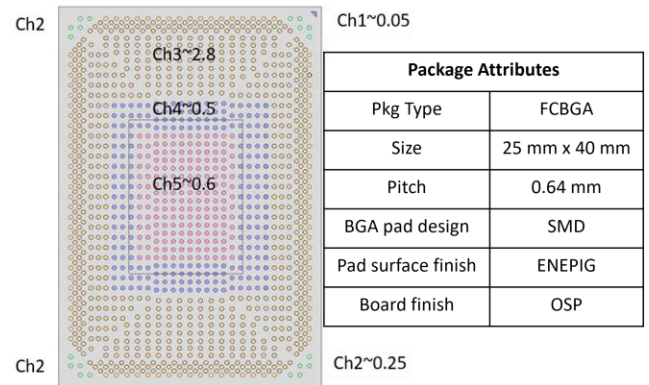 Ch2
Ch1~0.05
Ch3~2.8
Ch4~0.5
Ch5~0.6
Ch2
Ch2~0.25
Package Attributes
Pkg Type FCBGA
Size 25 mm x 40 mm
Pitch 0.64 mm
BGA pad design SMD
Pad surface finish ENEPIG
Board finish OSP